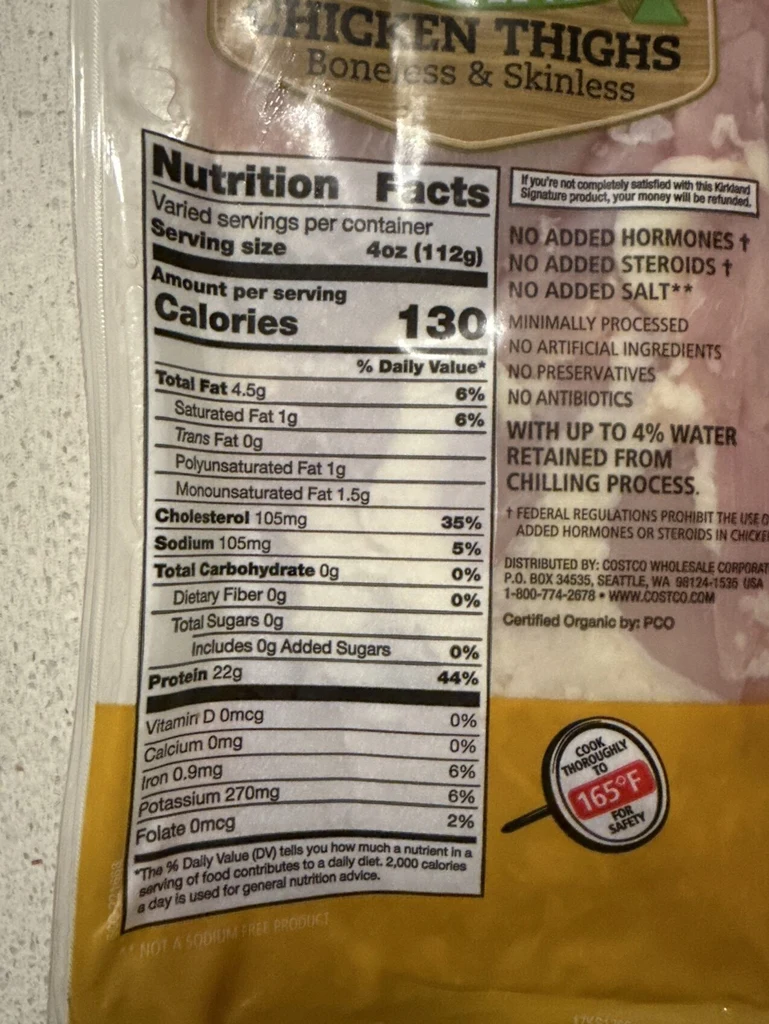 CHICKEN THIGHS
Boneless & Skinless
Nutrition Facts
Varied servings per container
Serving size 4oz (112g)
Amount per serving
Calories 130
% Daily Value*
Total Fat 4.5g 6%
Saturated Fat 1g 6%
Trans Fat 0g
Polyunsaturated Fat 1g
Monounsaturated Fat 1.5g
Cholesterol 105mg 35%
Sodium 105mg 5%
Total Carbohydrate 0g 0%
Dietary Fiber 0g 0%
Total Sugars 0g
Includes 0g Added Sugars 0%
Protein 22g 44%
Vitamin D 0mcg 0%
Calcium 0mg 0%
Iron 0.9mg 6%
Potassium 270mg 6%
Folate 0mcg 2%
*The % Daily Value (DV) tells you how much a nutrient in a
serving of food contributes to a daily diet. 2,000 calories
a day is used for general nutrition advice.
** NOT A SODIUM FREE PRODUCT
If you're not completely satisfied with this Kirkland
Signature product, your money will be refunded.
NO ADDED HORMONES †
NO ADDED STEROIDS †
NO ADDED SALT**
MINIMALLY PROCESSED
NO ARTIFICIAL INGREDIENTS
NO PRESERVATIVES
NO ANTIBIOTICS
WITH UP TO 4% WATER
RETAINED FROM
CHILLING PROCESS.
† FEDERAL REGULATIONS PROHIBIT THE USE O
ADDED HORMONES OR STEROIDS IN CHICKE
DISTRIBUTED BY: COSTCO WHOLESALE CORPORAT
P.O. BOX 34535, SEATTLE, WA 98124-1535 USA
1-800-774-2678 • WWW.COSTCO.COM
Certified Organic by: PCO
COOK
THOROUGHLY
TO
165°F
FOR
SAFETY